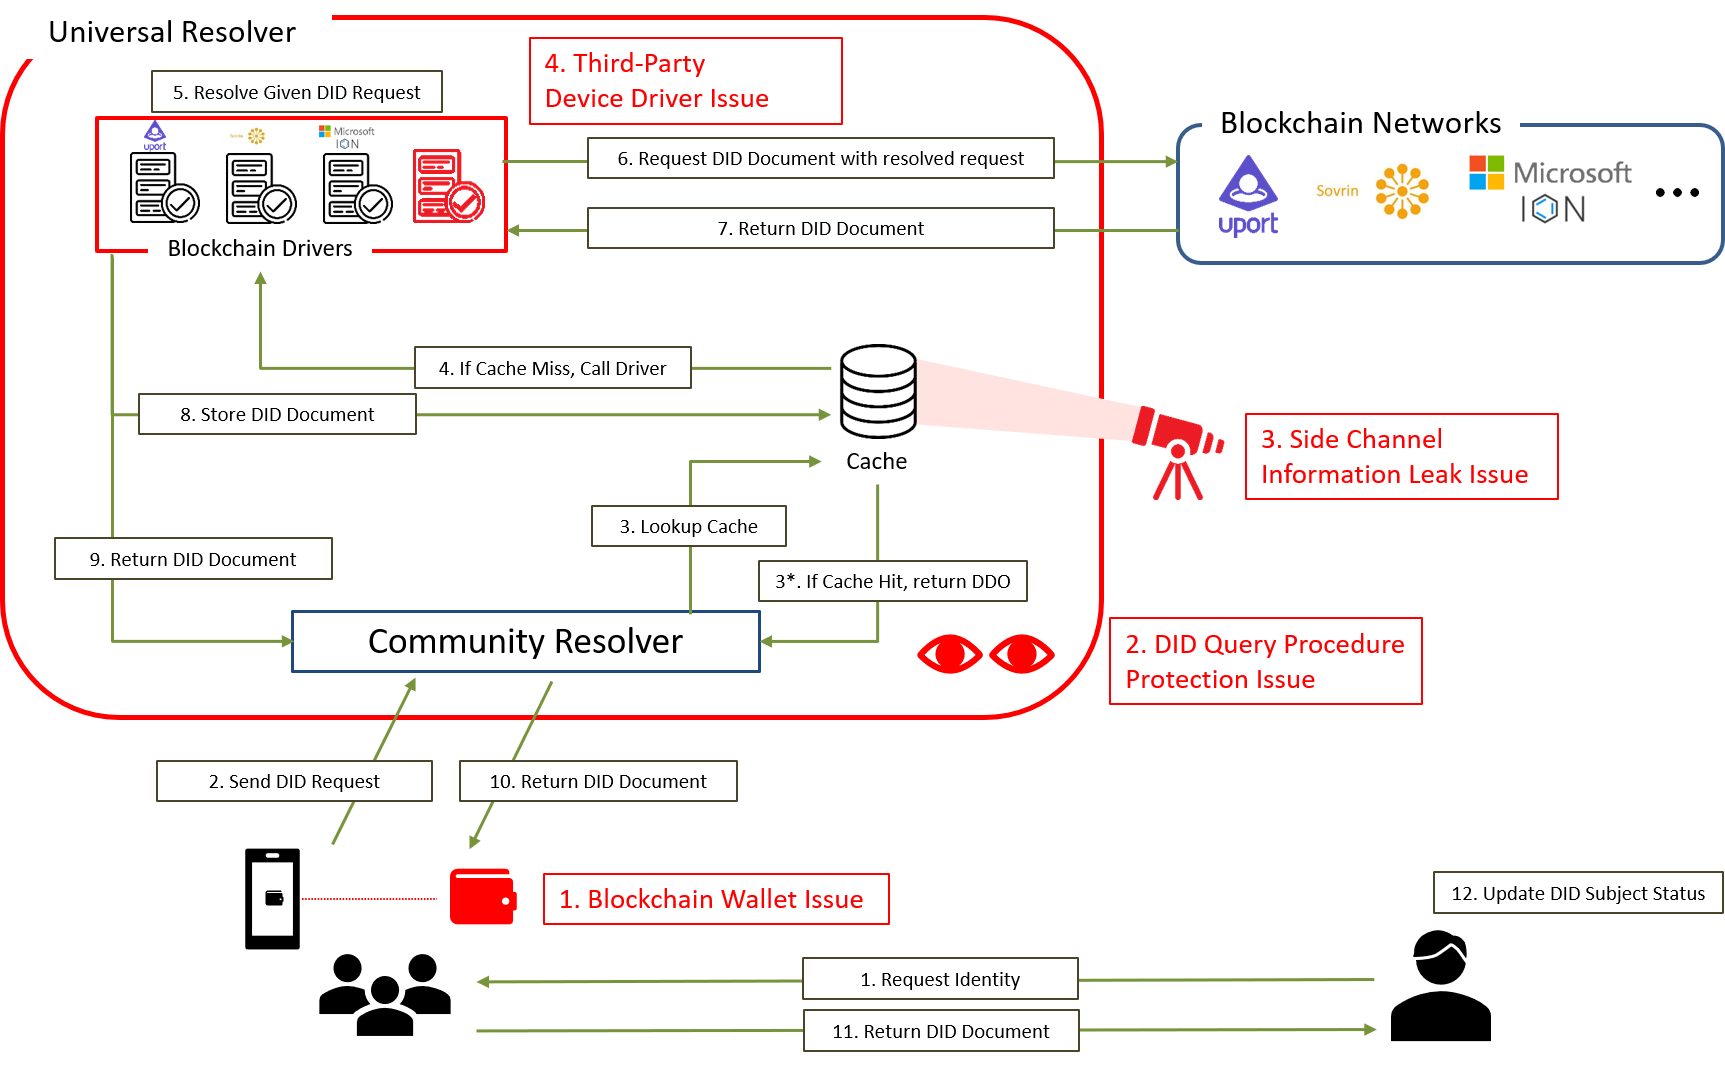 Universal Resolver
4. Third-Party
Device Driver Issue
5. Resolve Given DID Request
uport
Sovrin
Microsoft
ION
Blockchain Drivers
6. Request DID Document with resolved request
7. Return DID Document
Blockchain Networks
uport
Sovrin
Microsoft
ION
...
4. If Cache Miss, Call Driver
8. Store DID Document
Cache
3. Side Channel
Information Leak Issue
3. Lookup Cache
9. Return DID Document
3*. If Cache Hit, return DDO
Community Resolver
2. DID Query Procedure
Protection Issue
2. Send DID Request
10. Return DID Document
1. Blockchain Wallet Issue
12. Update DID Subject Status
1. Request Identity
11. Return DID Document